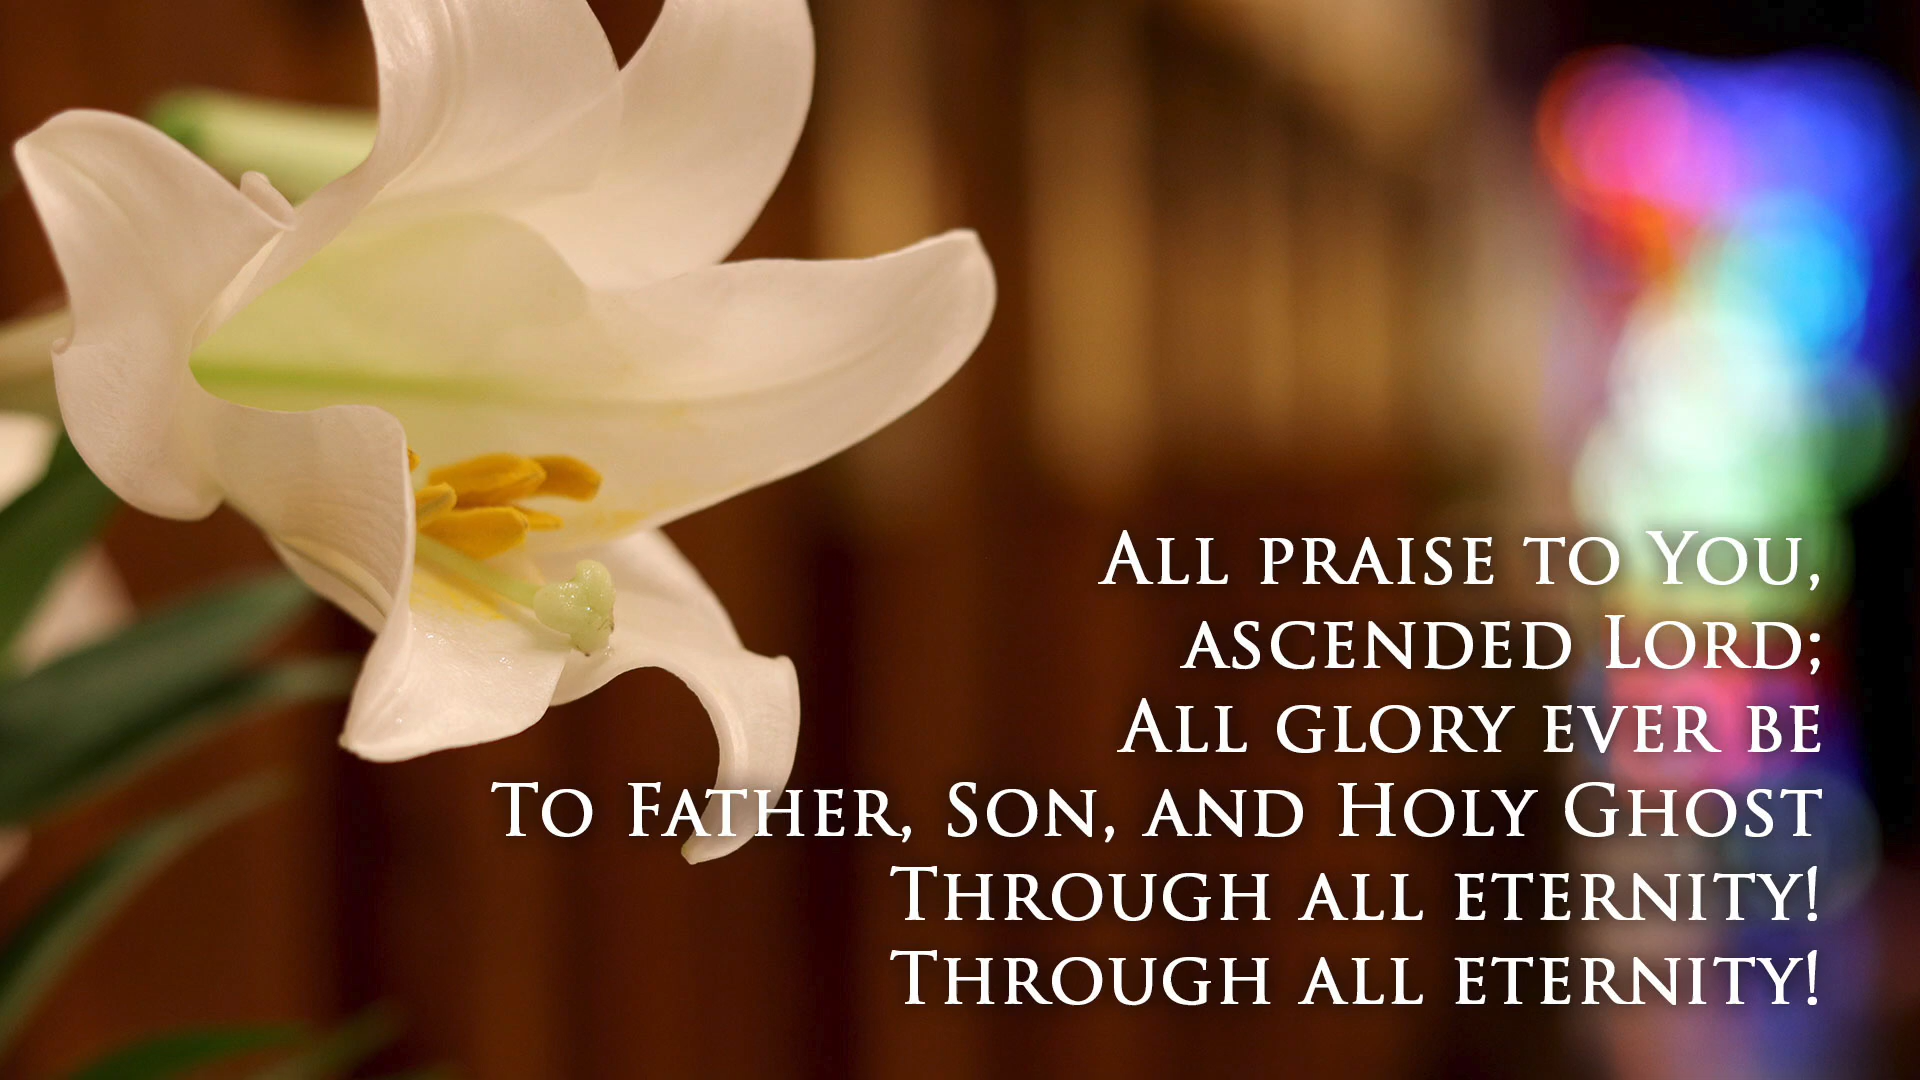 All praise to You,
ascended Lord;
All glory ever be
To Father, Son, and Holy Ghost
Through all eternity!
Through all eternity!